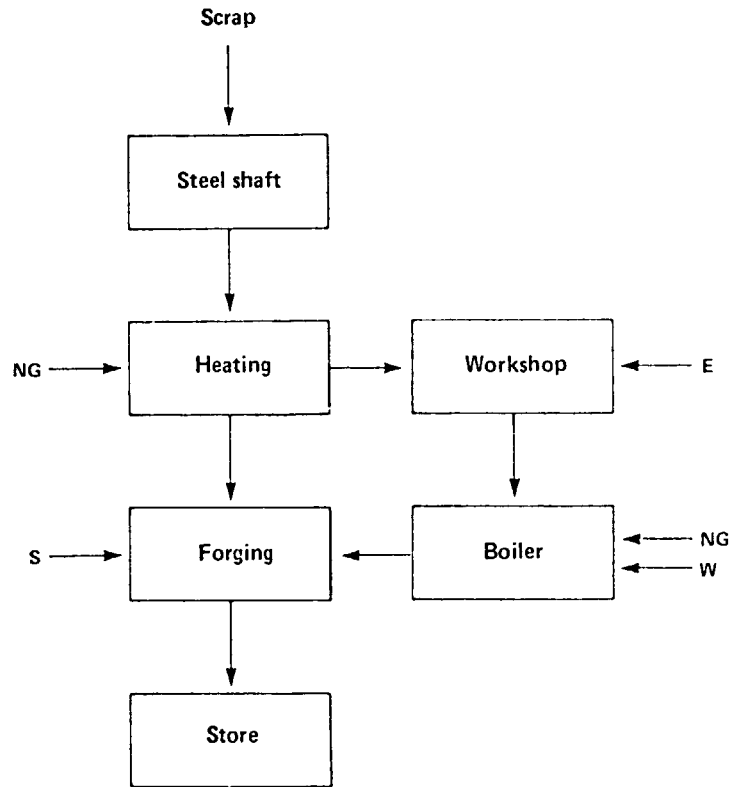 Scrap
Steel shaft
NG
Heating
Workshop
E
S
Forging
Boiler
NG
W
Store